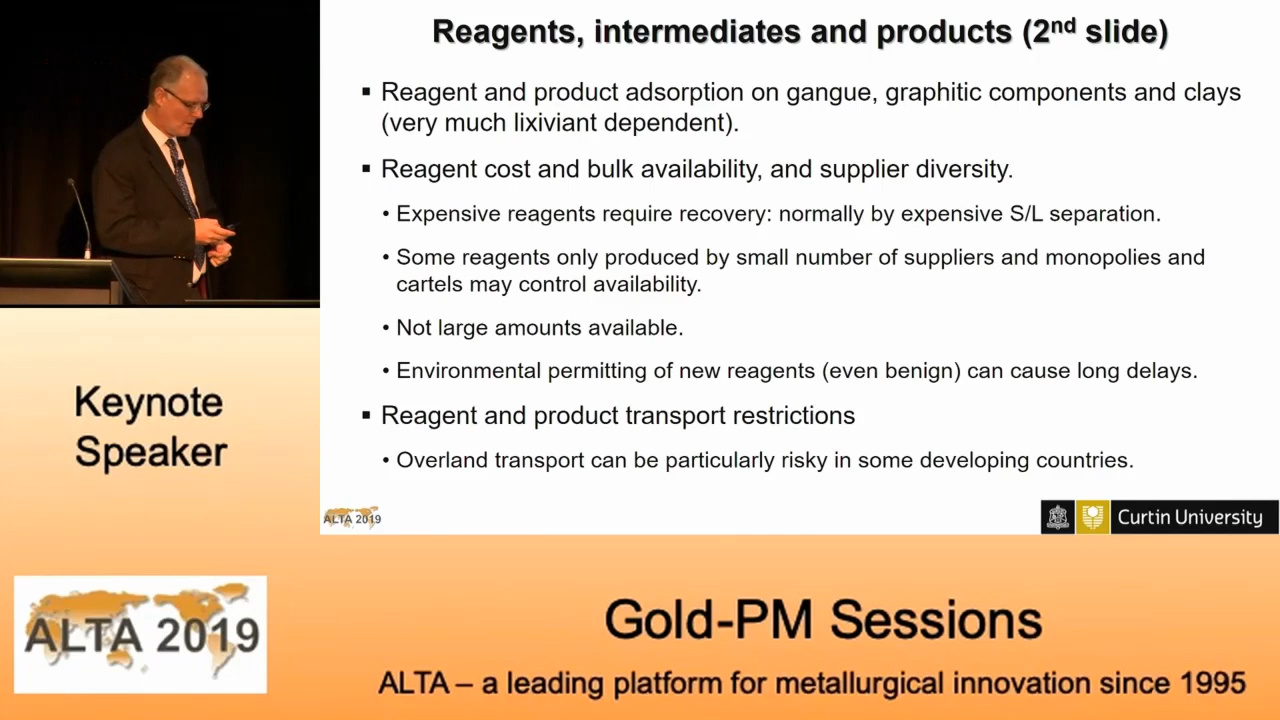 Reagents, intermediates and products (2nd slide)
▪ Reagent and product adsorption on gangue, graphitic components and clays
(very much lixiviant dependent).
▪ Reagent cost and bulk availability, and supplier diversity.
• Expensive reagents require recovery: normally by expensive S/L separation.
• Some reagents only produced by small number of suppliers and monopolies and
cartels may control availability.
• Not large amounts available.
• Environmental permitting of new reagents (even benign) can cause long delays.
▪ Reagent and product transport restrictions
• Overland transport can be particularly risky in some developing countries.
ALTA 2019
Curtin University
Keynote
Speaker
ALTA 2019
Gold-PM Sessions
ALTA – a leading platform for metallurgical innovation since 1995